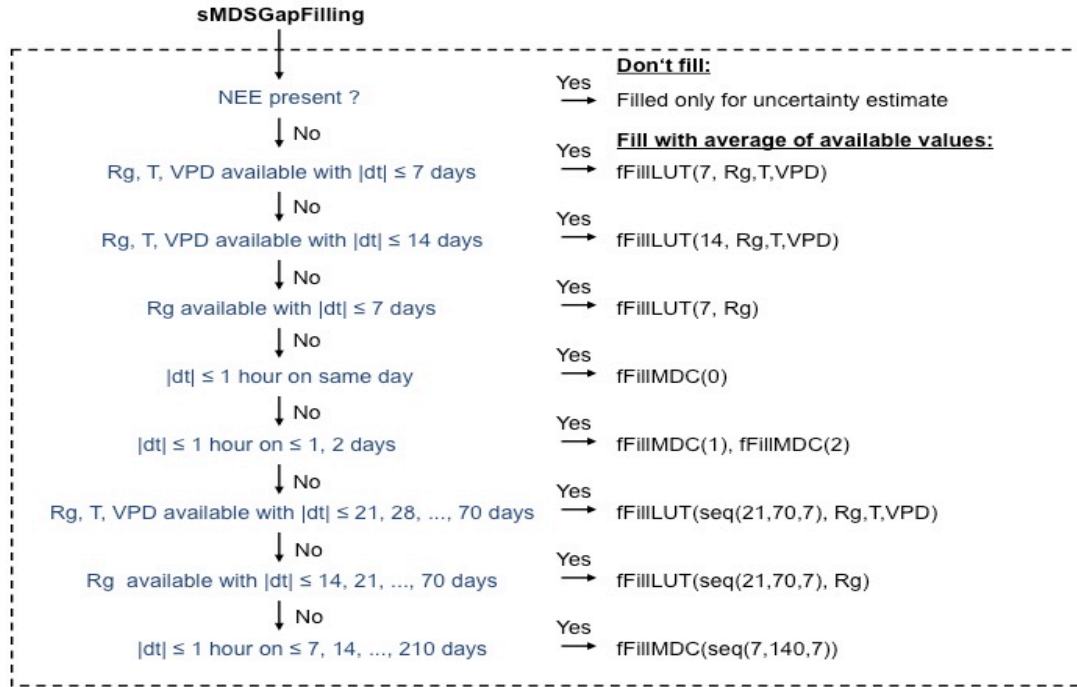 sMDSGapFilling
Don't fill:
NEE present ?
Yes
Filled only for uncertainty estimate
No
Fill with average of available values:
Rg, T, VPD available with |dt| ≤ 7 days
Yes
fFillLUT(7, Rg,T,VPD)
No
Rg, T, VPD available with |dt| ≤ 14 days
Yes
fFillLUT(14, Rg,T,VPD)
No
Rg available with |dt| ≤ 7 days
Yes
fFillLUT(7, Rg)
No
|dt| ≤ 1 hour on same day
Yes
fFillMDC(0)
No
|dt| ≤ 1 hour on ≤ 1, 2 days
Yes
fFillMDC(1), fFillMDC(2)
No
Rg, T, VPD available with |dt| ≤ 21, 28, ..., 70 days
Yes
fFillLUT(seq(21,70,7), Rg,T,VPD)
No
Rg  available with |dt| ≤ 14, 21, ..., 70 days
Yes
fFillLUT(seq(21,70,7), Rg)
No
|dt| ≤ 1 hour on ≤ 7, 14, ..., 210 days
Yes
fFillMDC(seq(7,140,7))